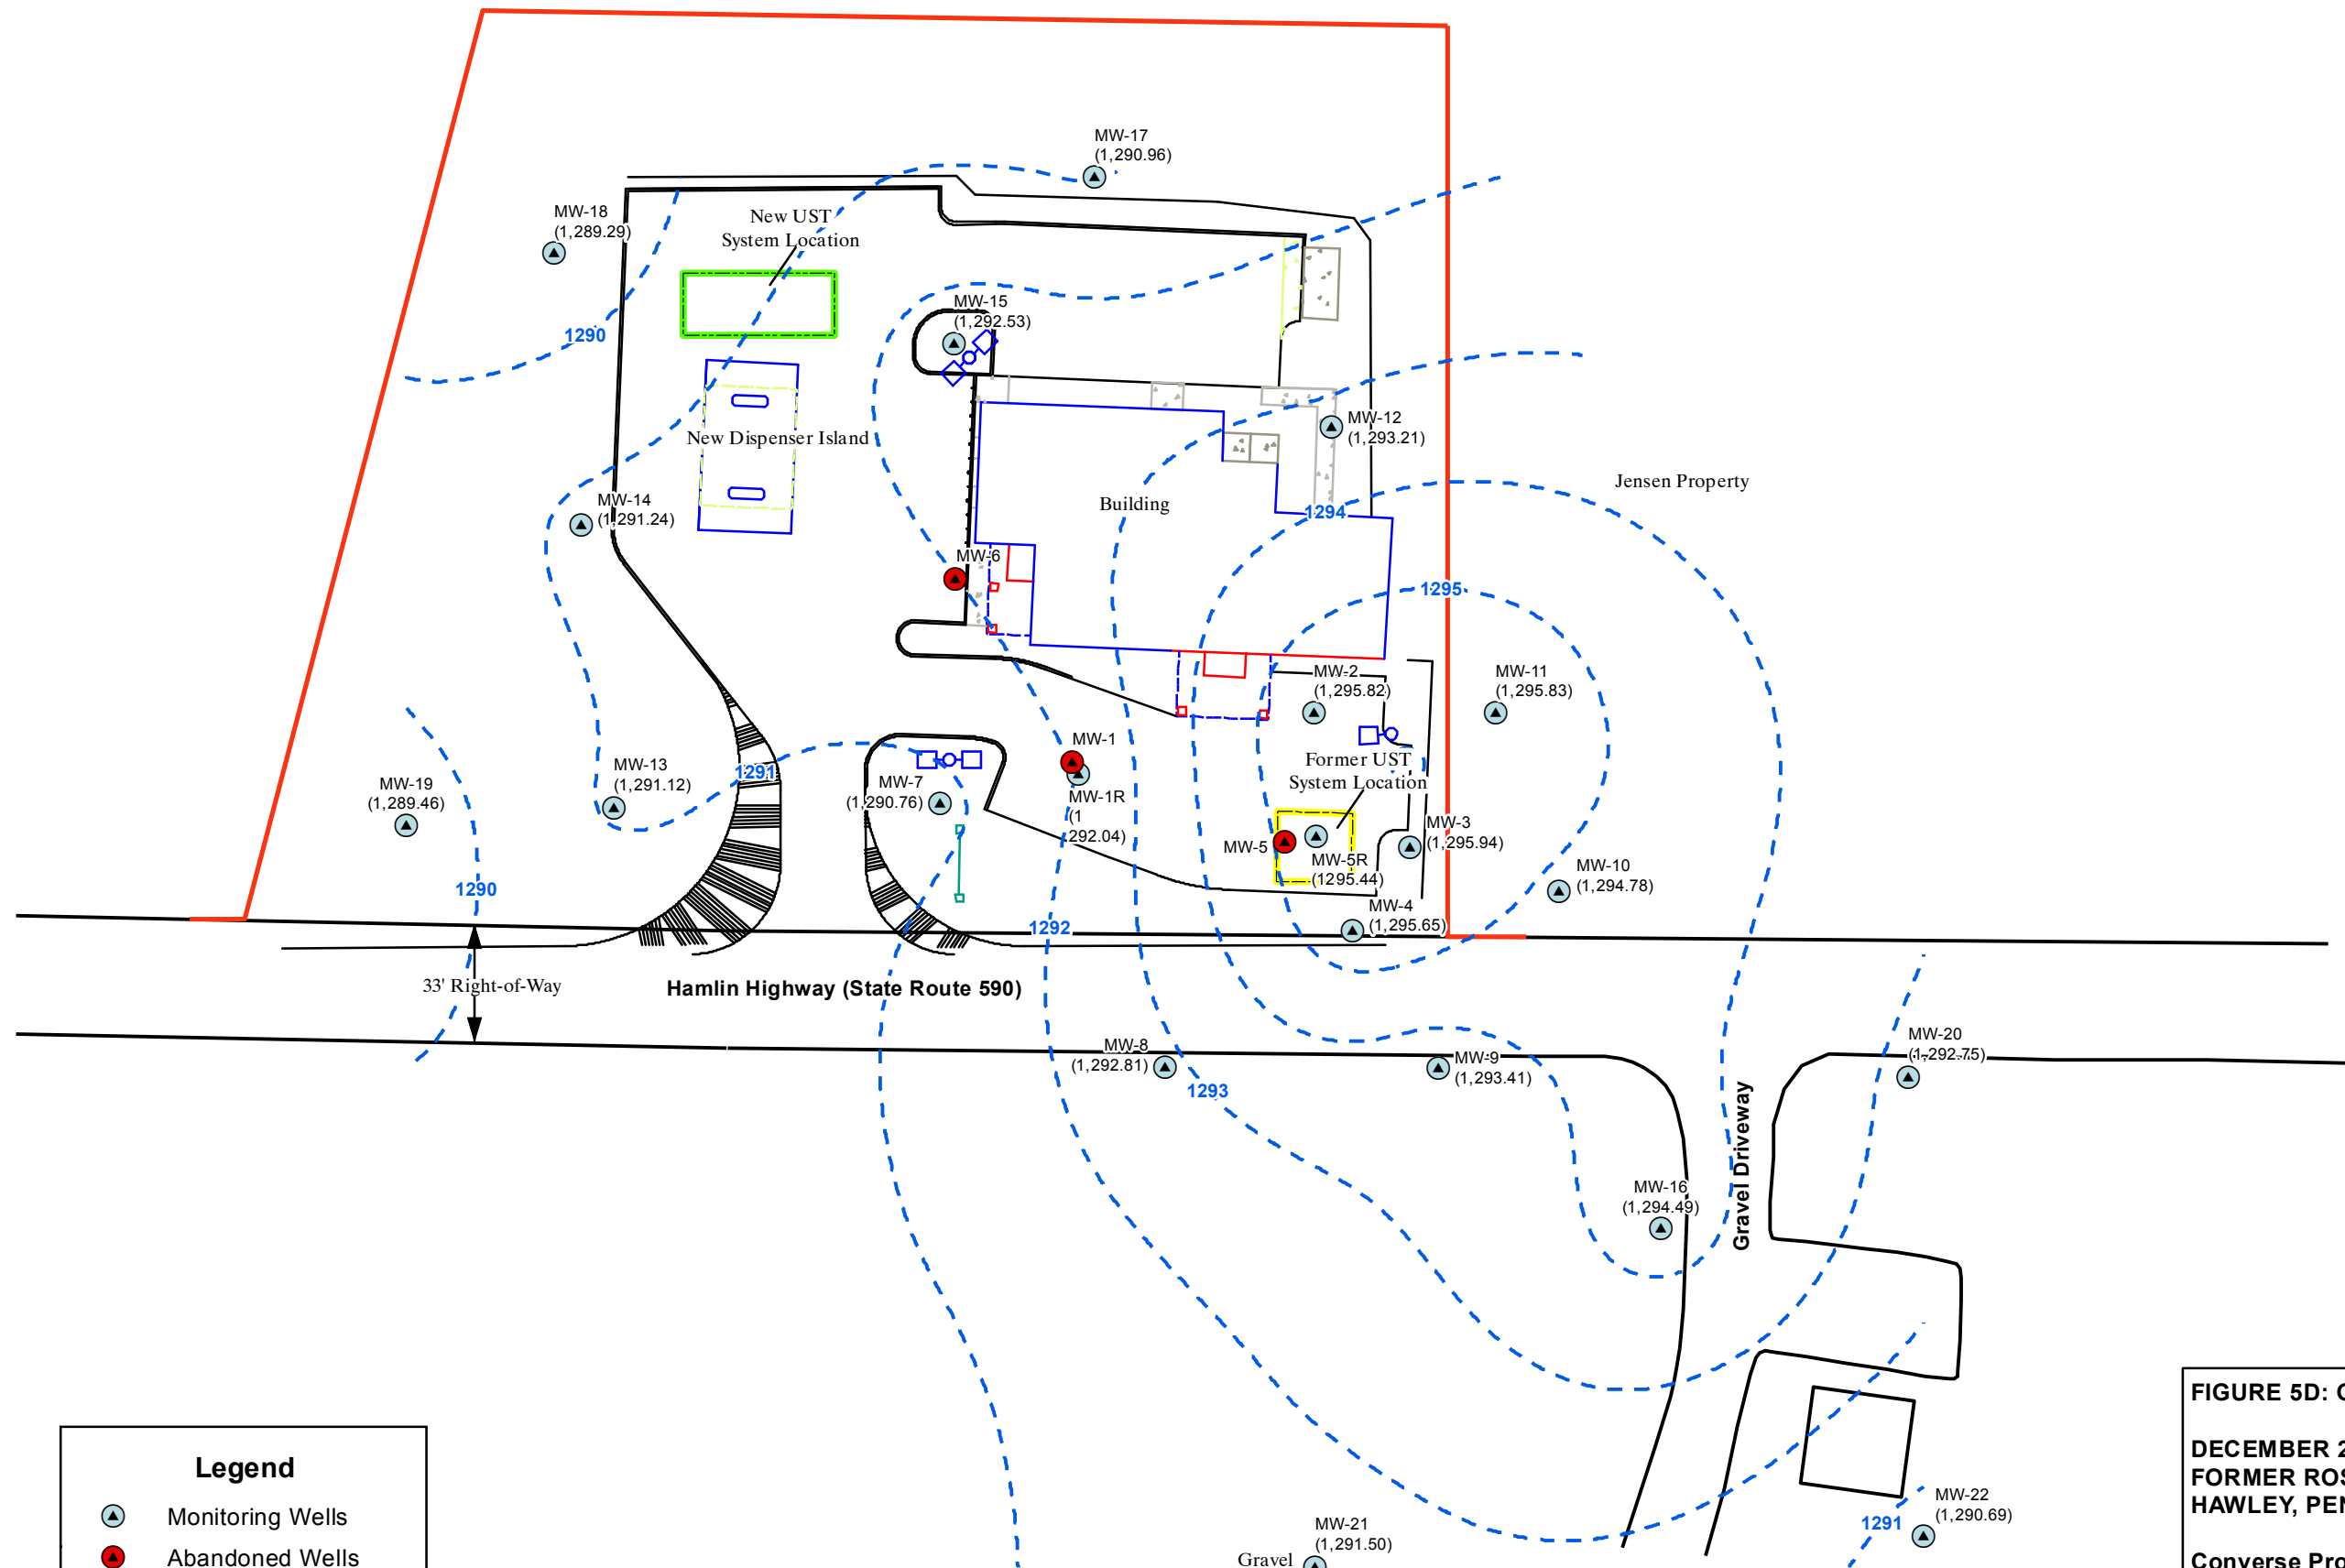 MW-17
(1,290.96)
MW-18
(1,289.29)
New UST
System Location
MW-15
(1,292.53)
1290
MW-12
(1,293.21)
New Dispenser Island
Jensen Property
MW-14
(1,291.24)
Building
1294
MW-6
1295
MW-2
(1,295.82)
MW-11
(1,295.83)
MW-1
Former UST
System Location
MW-13
(1,291.12)
1291
MW-19
(1,289.46)
MW-7
(1,290.76)
MW-1R
(1
292.04)
MW-5
MW-5R
(1295.44)
MW-3
(1,295.94)
MW-10
(1,294.78)
1290
MW-4
(1,295.65)
1292
33' Right-of-Way
Hamlin Highway (State Route 590)
MW-8
(1,292.81)
1293
MW-9
(1,293.41)
MW-20
(1,292.75)
Gravel Driveway
MW-16
(1,294.49)
Legend
Monitoring Wells
Abandoned Wells
MW-21
(1,291.50)
Gravel
1291
MW-22
(1,290.69)
FIGURE 5D:
DECEMBER 2
FORMER ROS
HAWLEY, PEN
Converse Pro